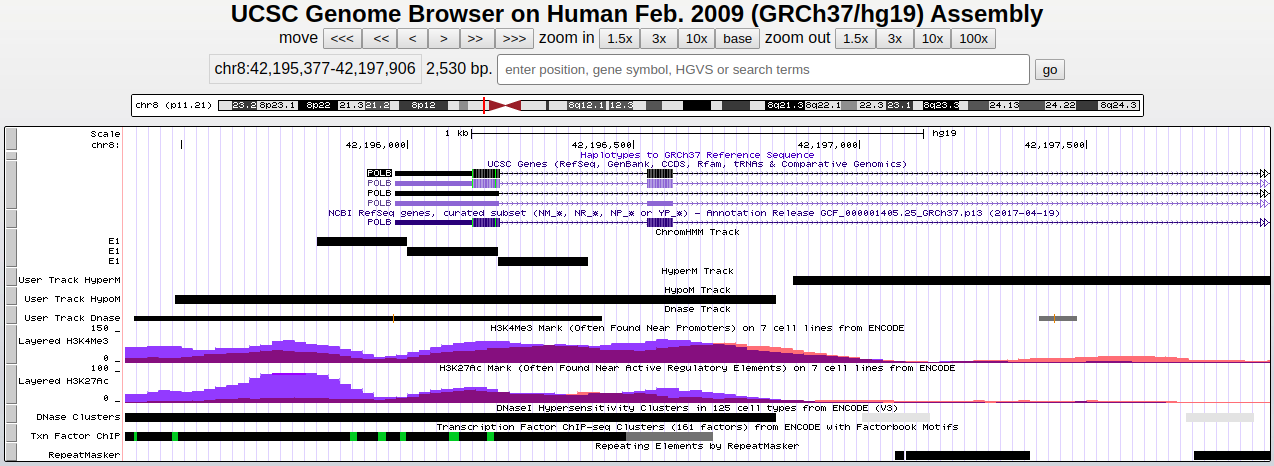 UCSC Genome Browser on Human Feb. 2009 (GRCh37/hg19) Assembly
move <<< << < > >> >>> zoom in 1.5x 3x 10x base zoom out 1.5x 3x 10x 100x
chr8:42,195,377-42,197,906 2,530 bp. enter position, gene symbol, HGVS or search terms go
chr8 (p11.21) 23.2 8p23.1 8p22 21.3 21.2 8p12 8q12.1 12.3 8q21.3 8q22.1 22.3 23.1 8q23.3 24.13 24.22 8q24.3
Scale 1 kb hg19
chr8: 42,196,000 42,196,500 42,197,000 42,197,500
Haplotypes to GRCh37 Reference Sequence
UCSC Genes (RefSeq, GenBank, CCDS, Rfam, tRNAs & Comparative Genomics)
POLB
POLB
POLB
POLB
NCBI RefSeq genes, curated subset (NM_*, NR_*, NP_* or YP_*) - Annotation Release GCF_000001405.25_GRCh37.p13 (2017-04-19)
POLB
ChromHMM Track
E1
E1
E1
HyperM Track
User Track HyperM
HypoM Track
User Track HypoM
Dnase Track
User Track Dnase
H3K4Me3 Mark (Often Found Near Promoters) on 7 cell lines from ENCODE
150
Layered H3K4Me3
0
H3K27Ac Mark (Often Found Near Active Regulatory Elements) on 7 cell lines from ENCODE
100
Layered H3K27Ac
0
DNaseI Hypersensitivity Clusters in 125 cell types from ENCODE (V3)
DNase Clusters
Transcription Factor ChIP-seq Clusters (161 factors) from ENCODE with Factorbook Motifs
Txn Factor ChIP
Repeating Elements by RepeatMasker
RepeatMasker